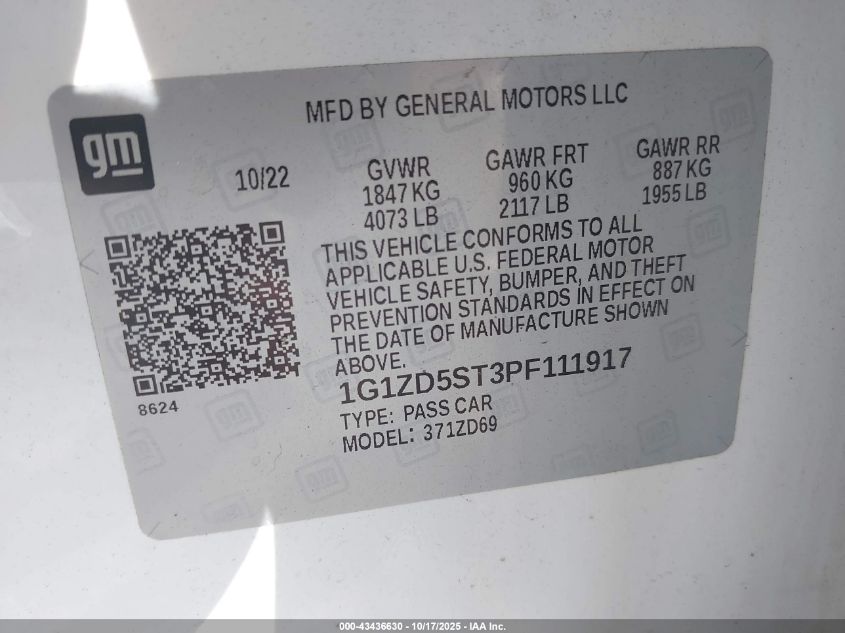 MFD BY GENERAL MOTORS LLC
gm
10/22
GVWR
1847 KG
4073 LB
GAWR FRT
960 KG
2117 LB
GAWR RR
887 KG
1955 LB
THIS VEHICLE CONFORMS TO ALL
APPLICABLE U.S. FEDERAL MOTOR
VEHICLE SAFETY, BUMPER, AND THEFT
PREVENTION STANDARDS IN EFFECT ON
THE DATE OF MANUFACTURE SHOWN
ABOVE.
8624
1G1ZD5ST3PF111917
TYPE: PASS CAR
MODEL: 371ZD69
000-43436630 - 10/17/2025 - IAA Inc.